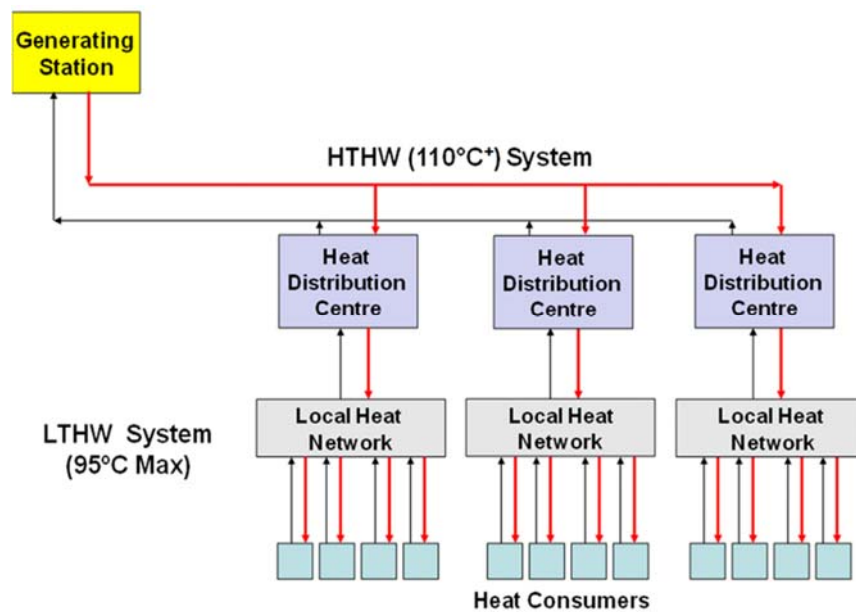 Generating
Station
HTHW (110°C⁺) System
Heat
Distribution
Centre
Heat
Distribution
Centre
Heat
Distribution
Centre
Local Heat
Network
Local Heat
Network
Local Heat
Network
LTHW System
(95°C Max)
Heat Consumers